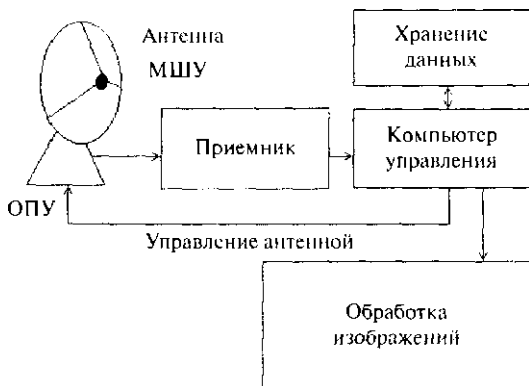 Антенна
МШУ
Хранение
данных
Приемник
Компьютер
управления
ОПУ
Управление антенной
Обработка
изображений